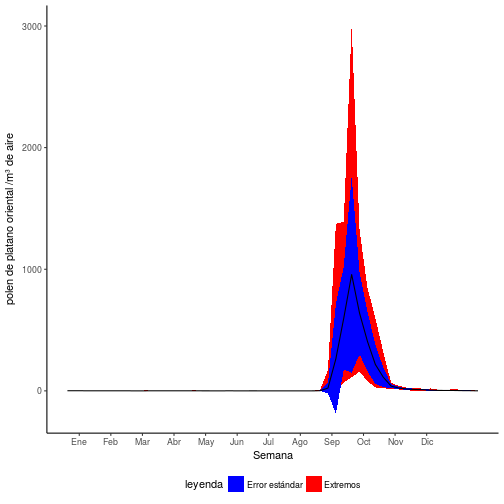 polen de platano oriental /m³ de aire
3000
2000
1000
0
Ene Feb Mar Abr May Jun Jul Ago Sep Oct Nov Dic
Semana
leyenda Error estándar Extremos